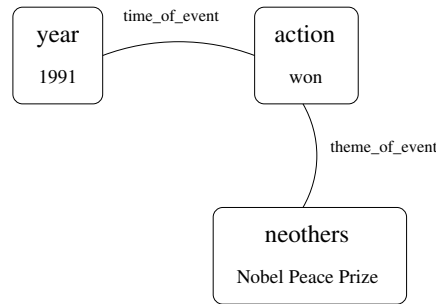 time_of_event
year
action
1991
won
theme_of_event
neothers
Nobel Peace Prize